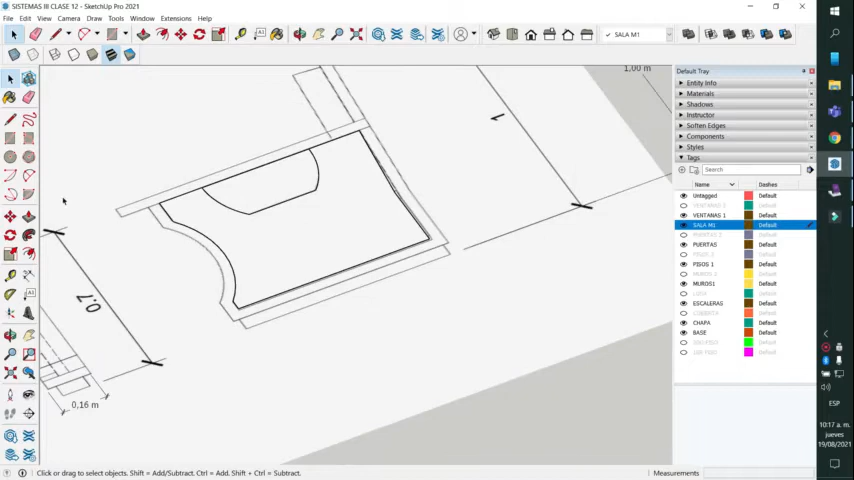 SISTEMAS III CLASE 12 - SketchUp Pro 2021
File Edit View Camera Draw Tools Window Extensions Help
SALA M1
Default Tray
Entity Info
Materials
Shadows
Instructor
Soften Edges
Components
Styles
Tags
Search
Name Dashes
Untagged Default
VENTANAS 2 Default
VENTANAS 1 Default
SALA M1 Default
PUERTAS 2 Default
PUERTAS Default
PISOS 2 Default
PISOS 1 Default
MUROS 2 Default
MUROS1 Default
Default
ESCALERAS Default
CUBIERTA Default
CHAPA Default
BASE Default
Default
Default
1,00 m
1
0.7
0,16 m
ESP
10:17 a. m.
jueves
19/08/2021
Click or drag to select objects. Shift = Add/Subtract. Ctrl = Add. Shift + Ctrl = Subtract.
Measurements